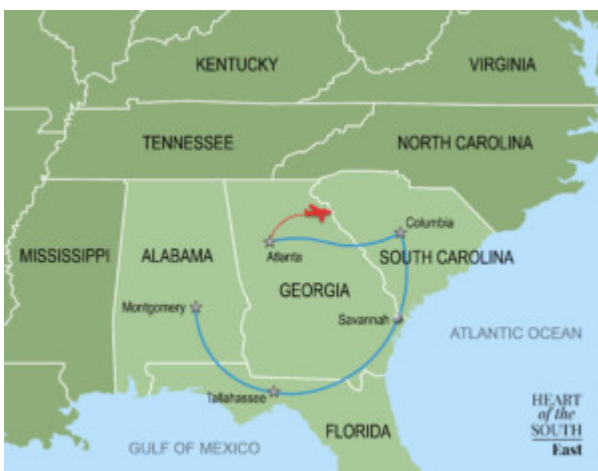 KENTUCKY
VIRGINIA
TENNESSEE
NORTH CAROLINA
Columbia
MISSISSIPPI
ALABAMA
Atlanta
SOUTH CAROLINA
GEORGIA
Montgomery
Savannah
ATLANTIC OCEAN
Tallahassee
HEART
of the
SOUTH
East
FLORIDA
GULF OF MEXICO